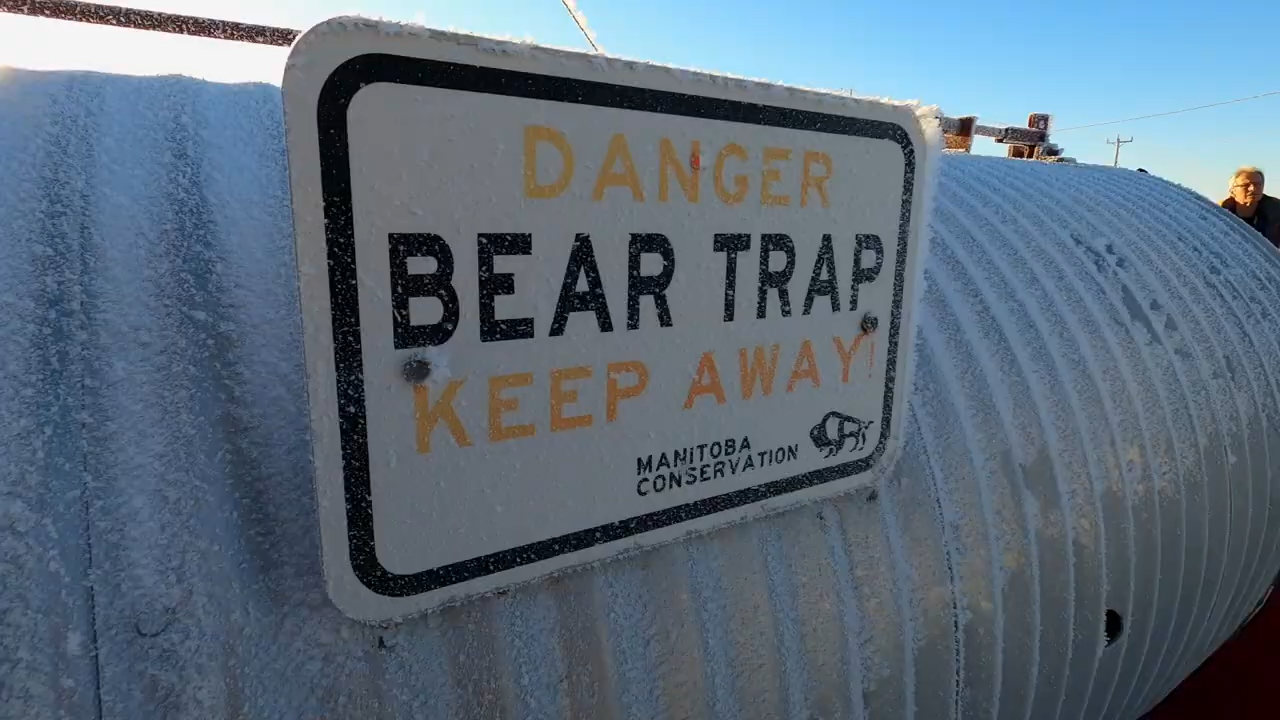 DANGER
BEAR TRAP
KEEP AWAY!
MANITOBA
CONSERVATION